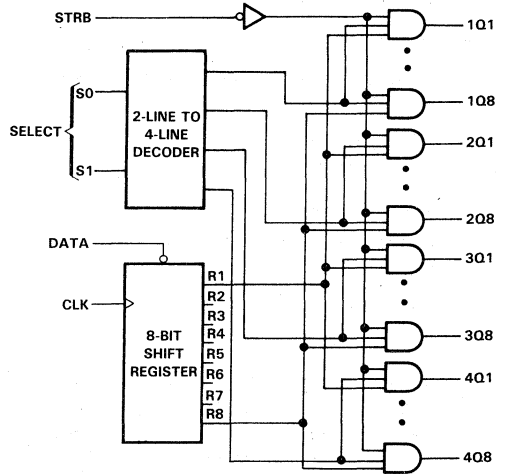 STRB
1Q1
S0
SELECT
S1
2-LINE TO
4-LINE
DECODER
1Q8
2Q1
2Q8
DATA
3Q1
CLK
8-BIT
SHIFT
REGISTER
R1
R2
R3
R4
R5
R6
R7
R8
3Q8
4Q1
4Q8